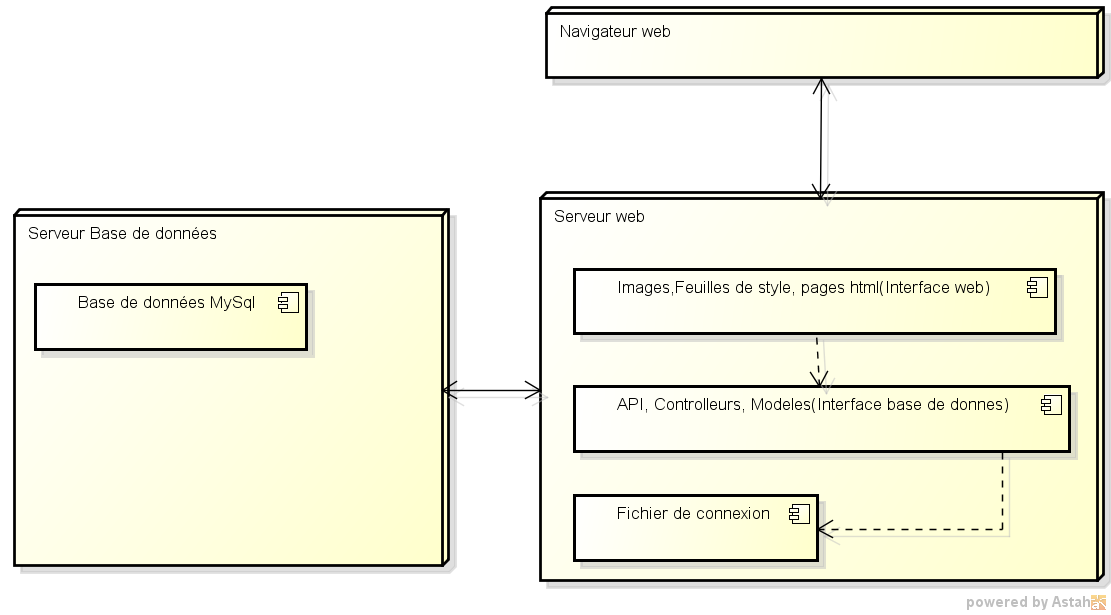 Navigateur web
Serveur Base de données
Base de données MySql
Serveur web
Images,Feuilles de style, pages html(Interface web)
API, Controlleurs, Modeles(Interface base de donnes)
Fichier de connexion
powered by Astah